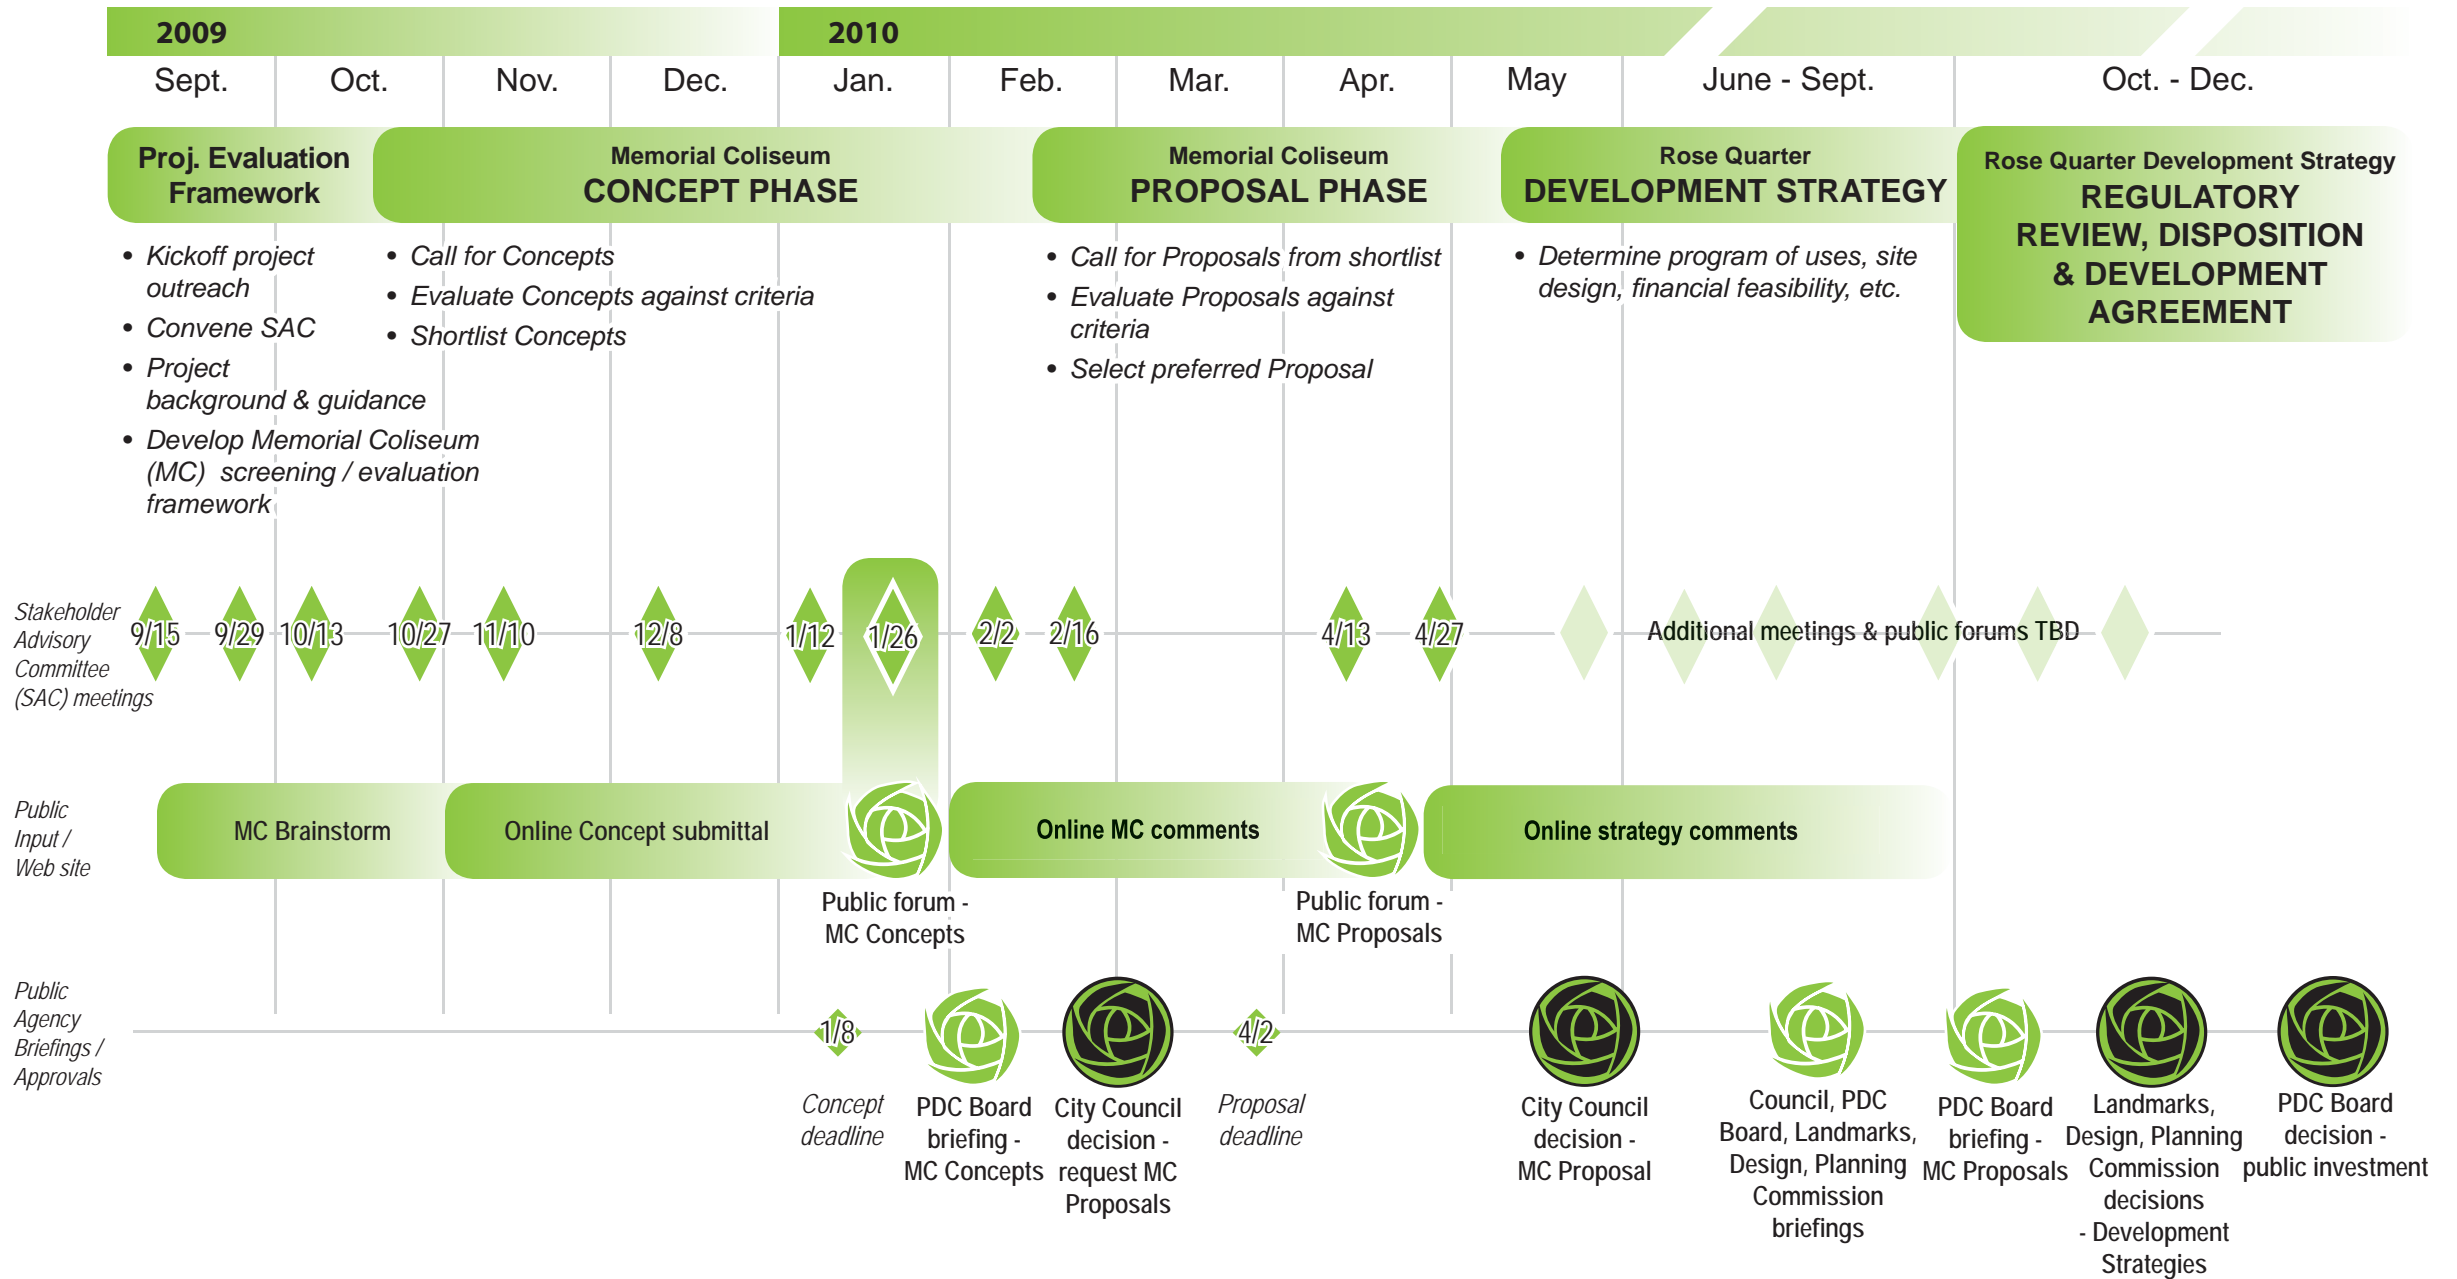 2009
2010
Sept.
Oct.
Nov.
Dec.
Jan.
Feb.
Mar.
Apr.
May
June - Sept.
Oct. - Dec.
Proj. Evaluation
Framework
Memorial Coliseum
CONCEPT PHASE
Memorial Coliseum
PROPOSAL PHASE
Rose Quarter
DEVELOPMENT STRATEGY
Rose Quarter Development Strategy
REGULATORY
REVIEW, DISPOSITION
& DEVELOPMENT
AGREEMENT
• Kickoff project
outreach
• Convene SAC
• Project
background & guidance
• Develop Memorial Coliseum
(MC) screening / evaluation
framework
• Call for Concepts
• Evaluate Concepts against criteria
• Shortlist Concepts
• Call for Proposals from shortlist
• Evaluate Proposals against
criteria
• Select preferred Proposal
• Determine program of uses, site
design, financial feasibility, etc.
Stakeholder
Advisory
Committee
(SAC) meetings
9/15
9/29
10/13
10/27
11/10
12/8
1/12
1/26
2/2
2/16
4/13
4/27
Additional meetings & public forums TBD
Public
Input /
Web site
MC Brainstorm
Online Concept submittal
Public forum -
MC Concepts
Online MC comments
Public forum -
MC Proposals
Online strategy comments
Public
Agency
Briefings /
Approvals
1/8
Concept
deadline
PDC Board
briefing -
MC Concepts
City Council
decision -
request MC
Proposals
4/2
Proposal
deadline
City Council
decision -
MC Proposal
Council, PDC
Board, Landmarks,
Design, Planning
Commission
briefings
PDC Board
briefing -
MC Proposals
Landmarks,
Design, Planning
Commission
decisions
- Development
Strategies
PDC Board
decision -
public investment